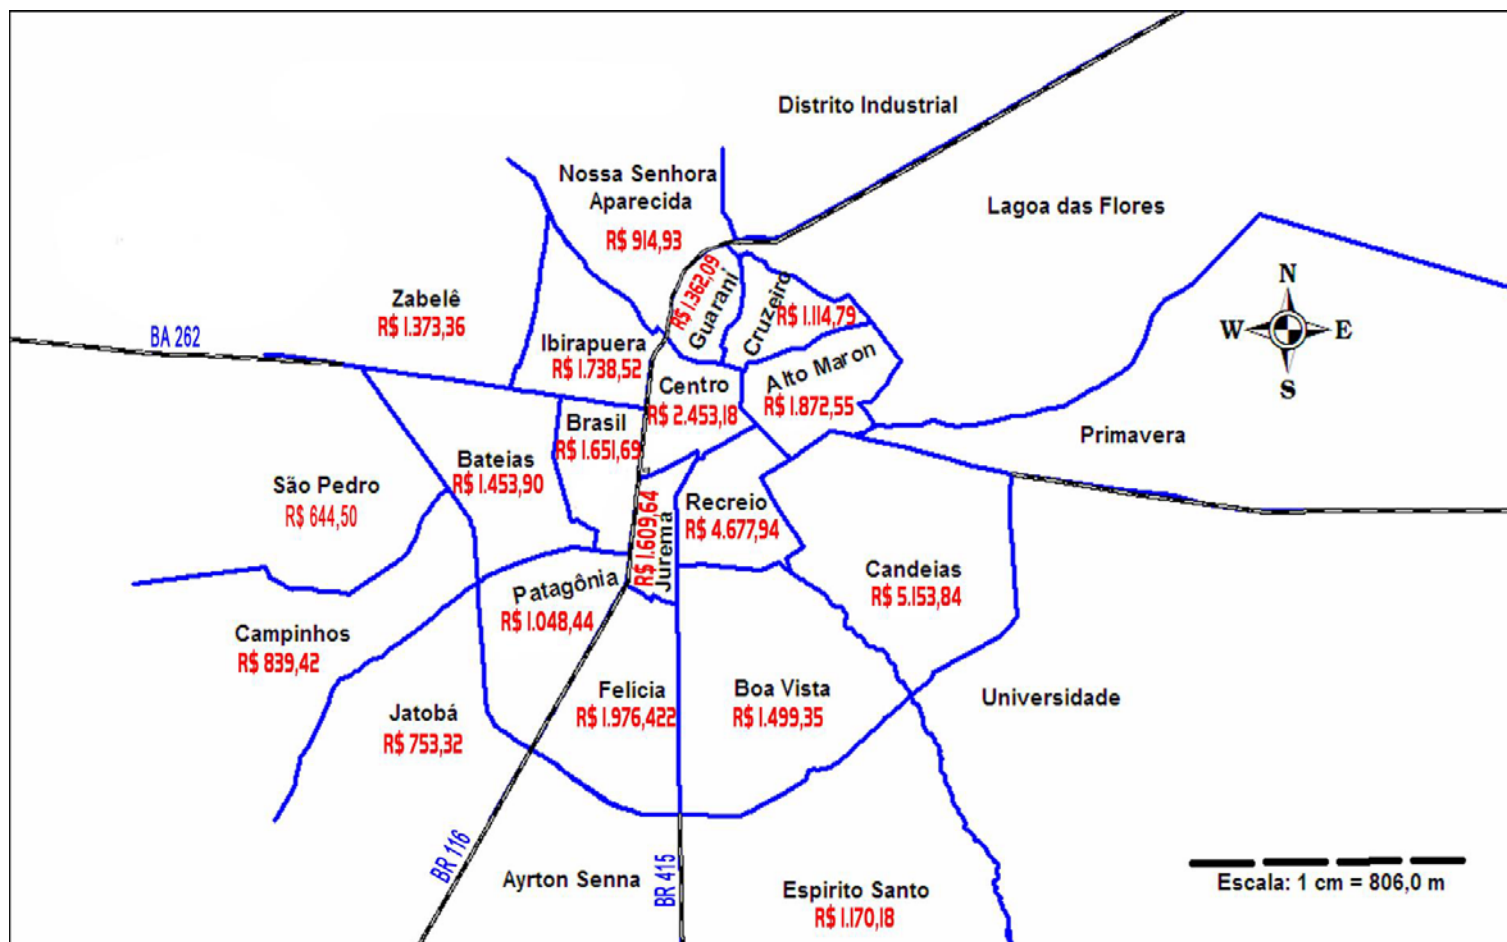 Distrito Industrial
Nossa Senhora
Aparecida
R$ 914,93
Lagoa das Flores
Zabelê
R$ 1.373,36
BA 262
Ibirapuera
R$ 1.738,52
R$ 1.362,09
Guarani
Cruzeiro
R$ 1.114,79
N
W
E
S
Centro
R$ 2.453,18
Alto Maron
R$ 1.872,55
Brasil
R$ 1.651,69
Primavera
Bateias
R$ 1.453,90
São Pedro
R$ 644,50
R$ 1.609,64
Jurema
Recreio
R$ 4.677,94
Candeias
R$ 5.153,84
Patagônia
R$ 1.048,44
Campinhos
R$ 839,42
Felicia
R$ 1.976,422
Boa Vista
R$ 1.499,35
Universidade
Jatobá
R$ 753,32
BR 116
BR 415
Ayrton Senna
Espirito Santo
R$ 1.170,18
Escala: 1 cm = 806,0 m